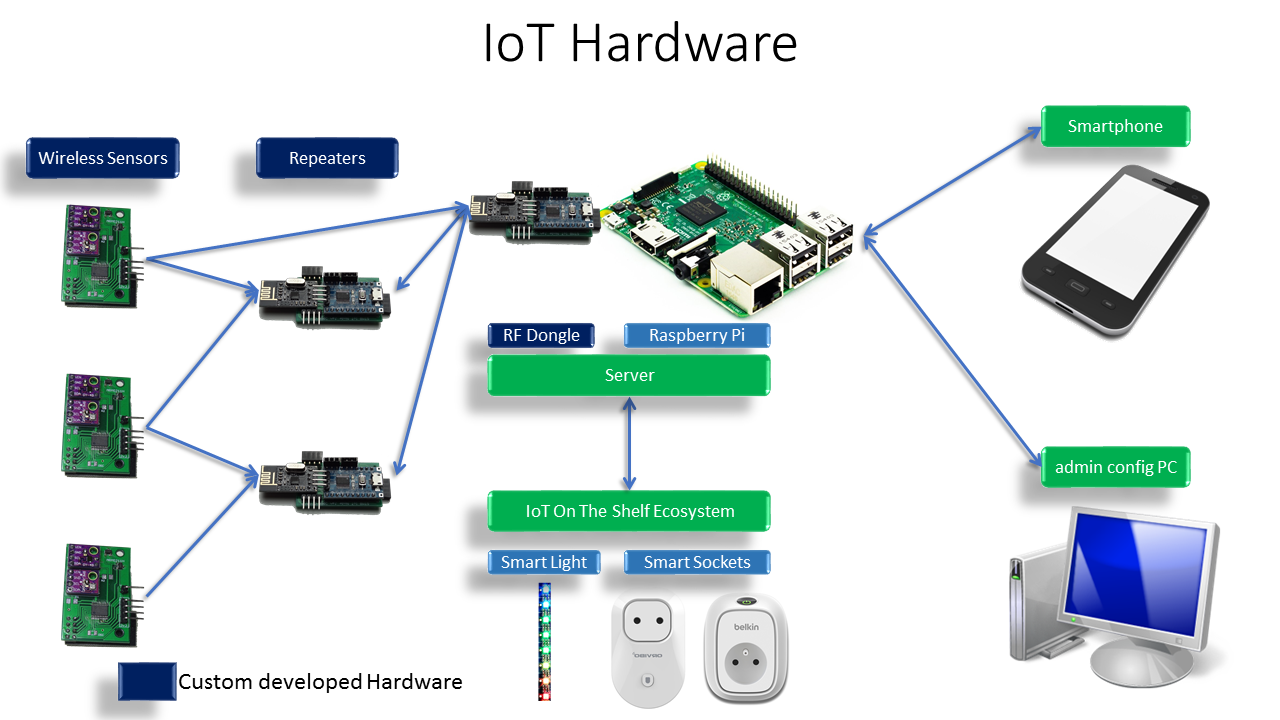 IoT Hardware
Wireless Sensors
Repeaters
Smartphone
RF Dongle
Raspberry Pi
Server
admin config PC
IoT On The Shelf Ecosystem
Smart Light
Smart Sockets
belkin
Custom developed Hardware